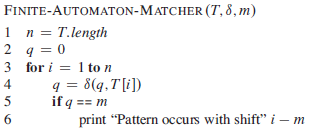 FINITE-AUTOMATON-MATCHER (T, δ, m)
1 n = T.length
2 q = 0
3 for i = 1 to n
4 q = δ(q, T[i])
5 if q == m
6 print “Pattern occurs with shift” i − m